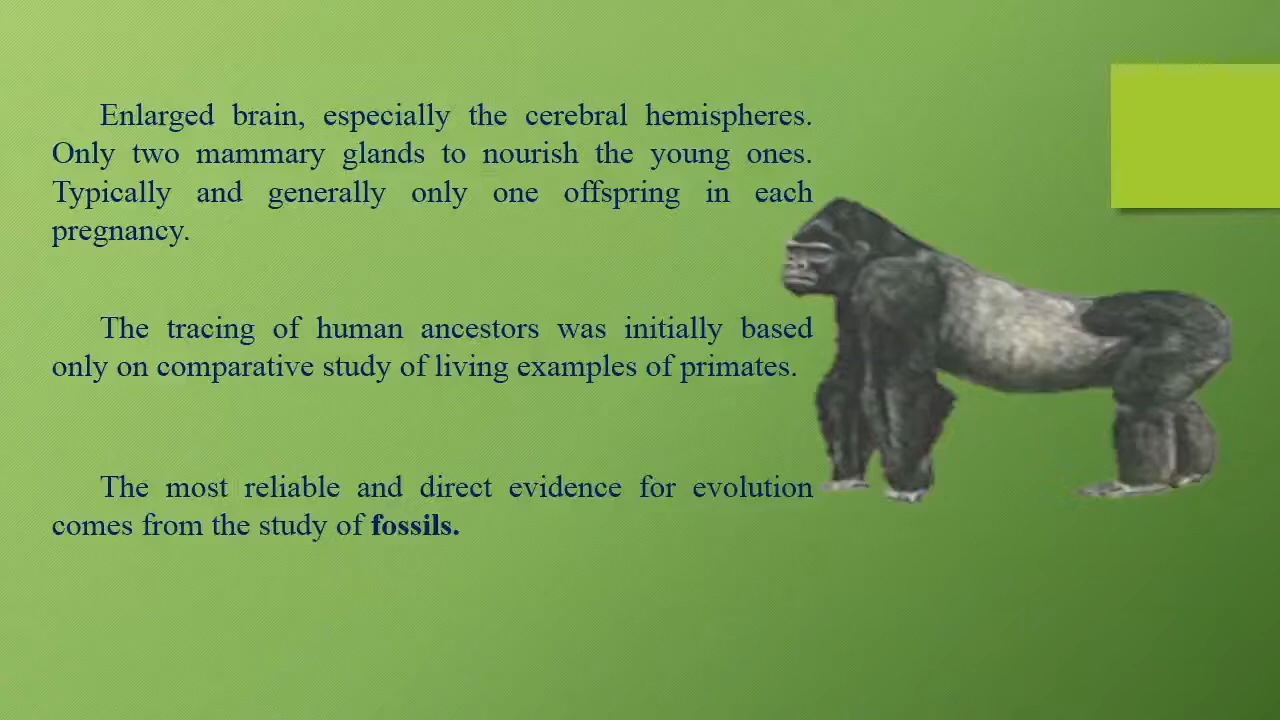 Enlarged brain, especially the cerebral hemispheres.
Only two mammary glands to nourish the young ones.
Typically and generally only one offspring in each
pregnancy.
The tracing of human ancestors was initially based
only on comparative study of living examples of primates.
The most reliable and direct evidence for evolution
comes from the study of fossils.